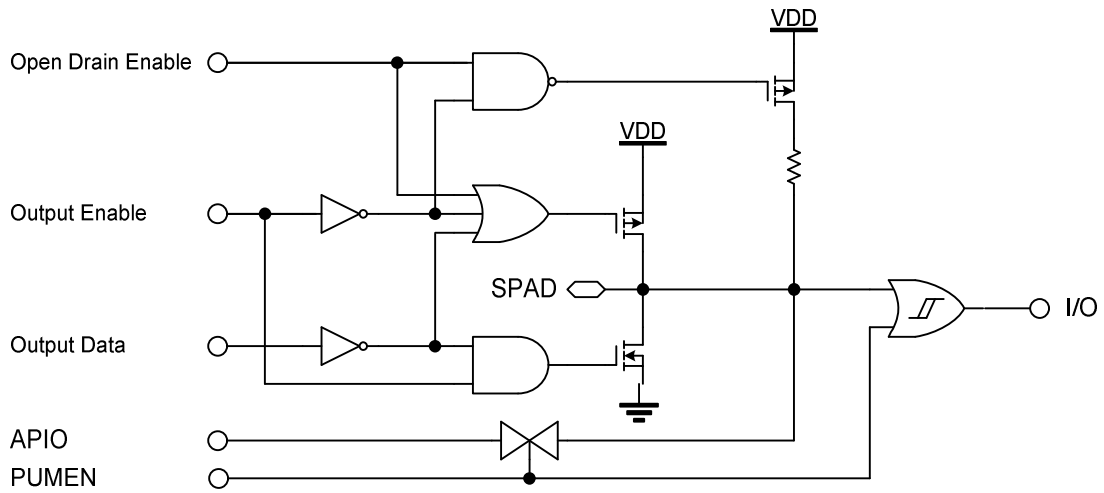 VDD
Open Drain Enable
VDD
Output Enable
SPAD
I/O
Output Data
APIO
PUMEN